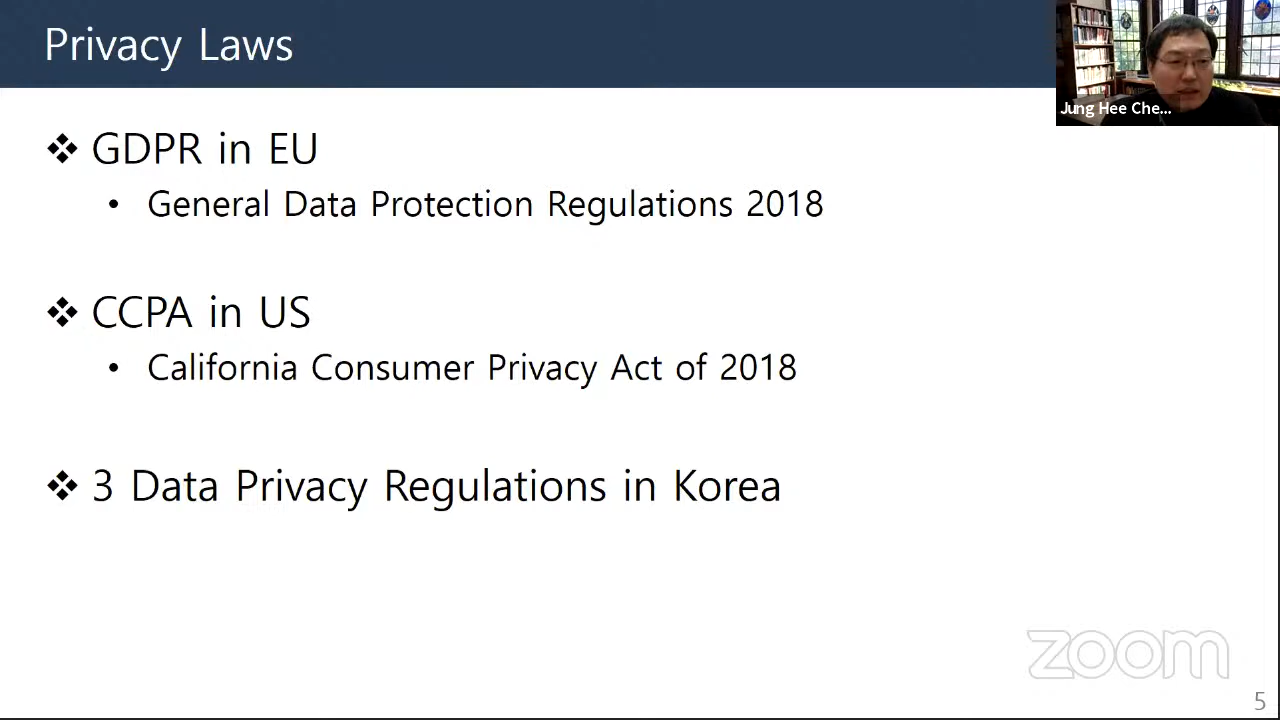 Privacy Laws
Jung Hee Che...
❖ GDPR in EU
• General Data Protection Regulations 2018
❖ CCPA in US
• California Consumer Privacy Act of 2018
❖ 3 Data Privacy Regulations in Korea
zoom
5